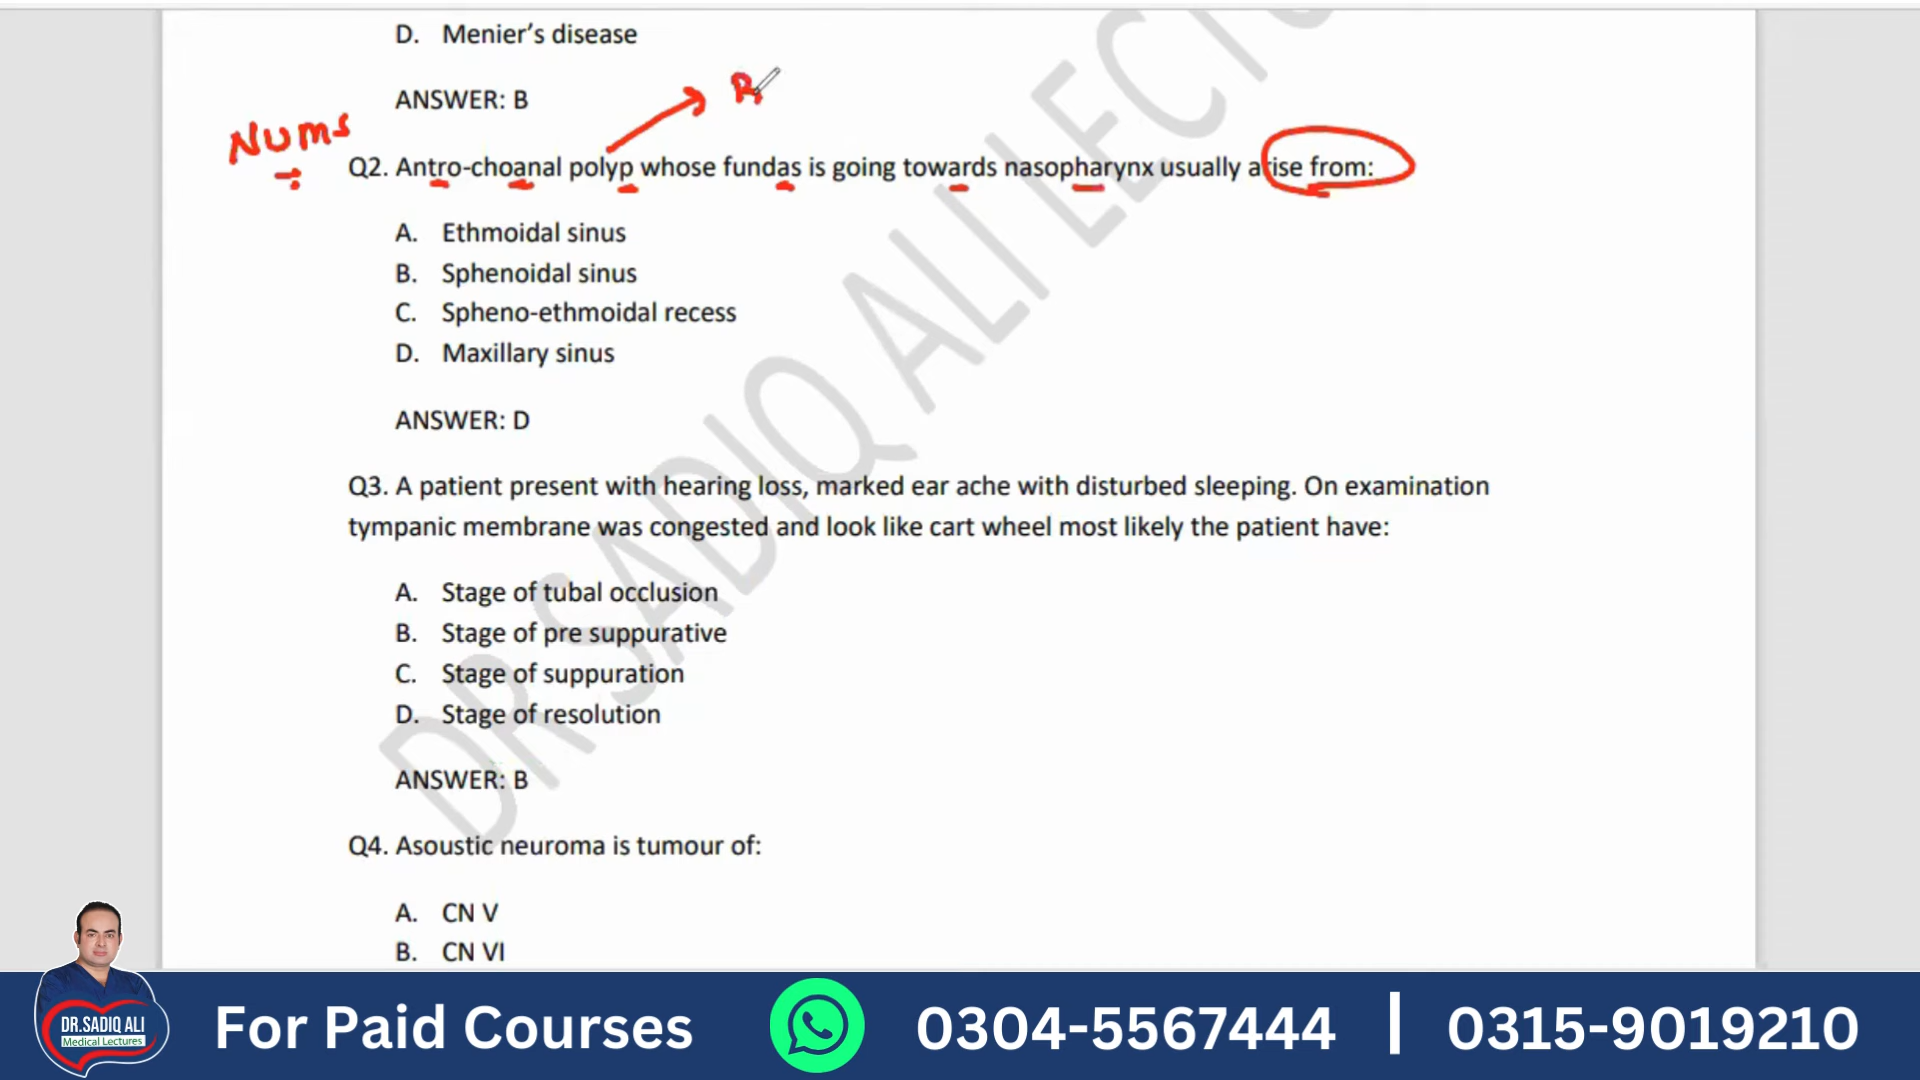 D. Menier’s disease
ANSWER: B
Nums
Q2. Antro-choanal polyp whose fundas is going towards nasopharynx usually arise from:
A. Ethmoidal sinus
B. Sphenoidal sinus
C. Spheno-ethmoidal recess
D. Maxillary sinus
ANSWER: D
Q3. A patient present with hearing loss, marked ear ache with disturbed sleeping. On examination
tympanic membrane was congested and look like cart wheel most likely the patient have:
A. Stage of tubal occlusion
B. Stage of pre suppurative
C. Stage of suppuration
D. Stage of resolution
ANSWER: B
Q4. Asoustic neuroma is tumour of:
A. CN V
B. CN VI
DR SADIQ ALI LECTU
DR.SADIQ ALI
Medical Lectures
For Paid Courses
0304-5567444 | 0315-9019210